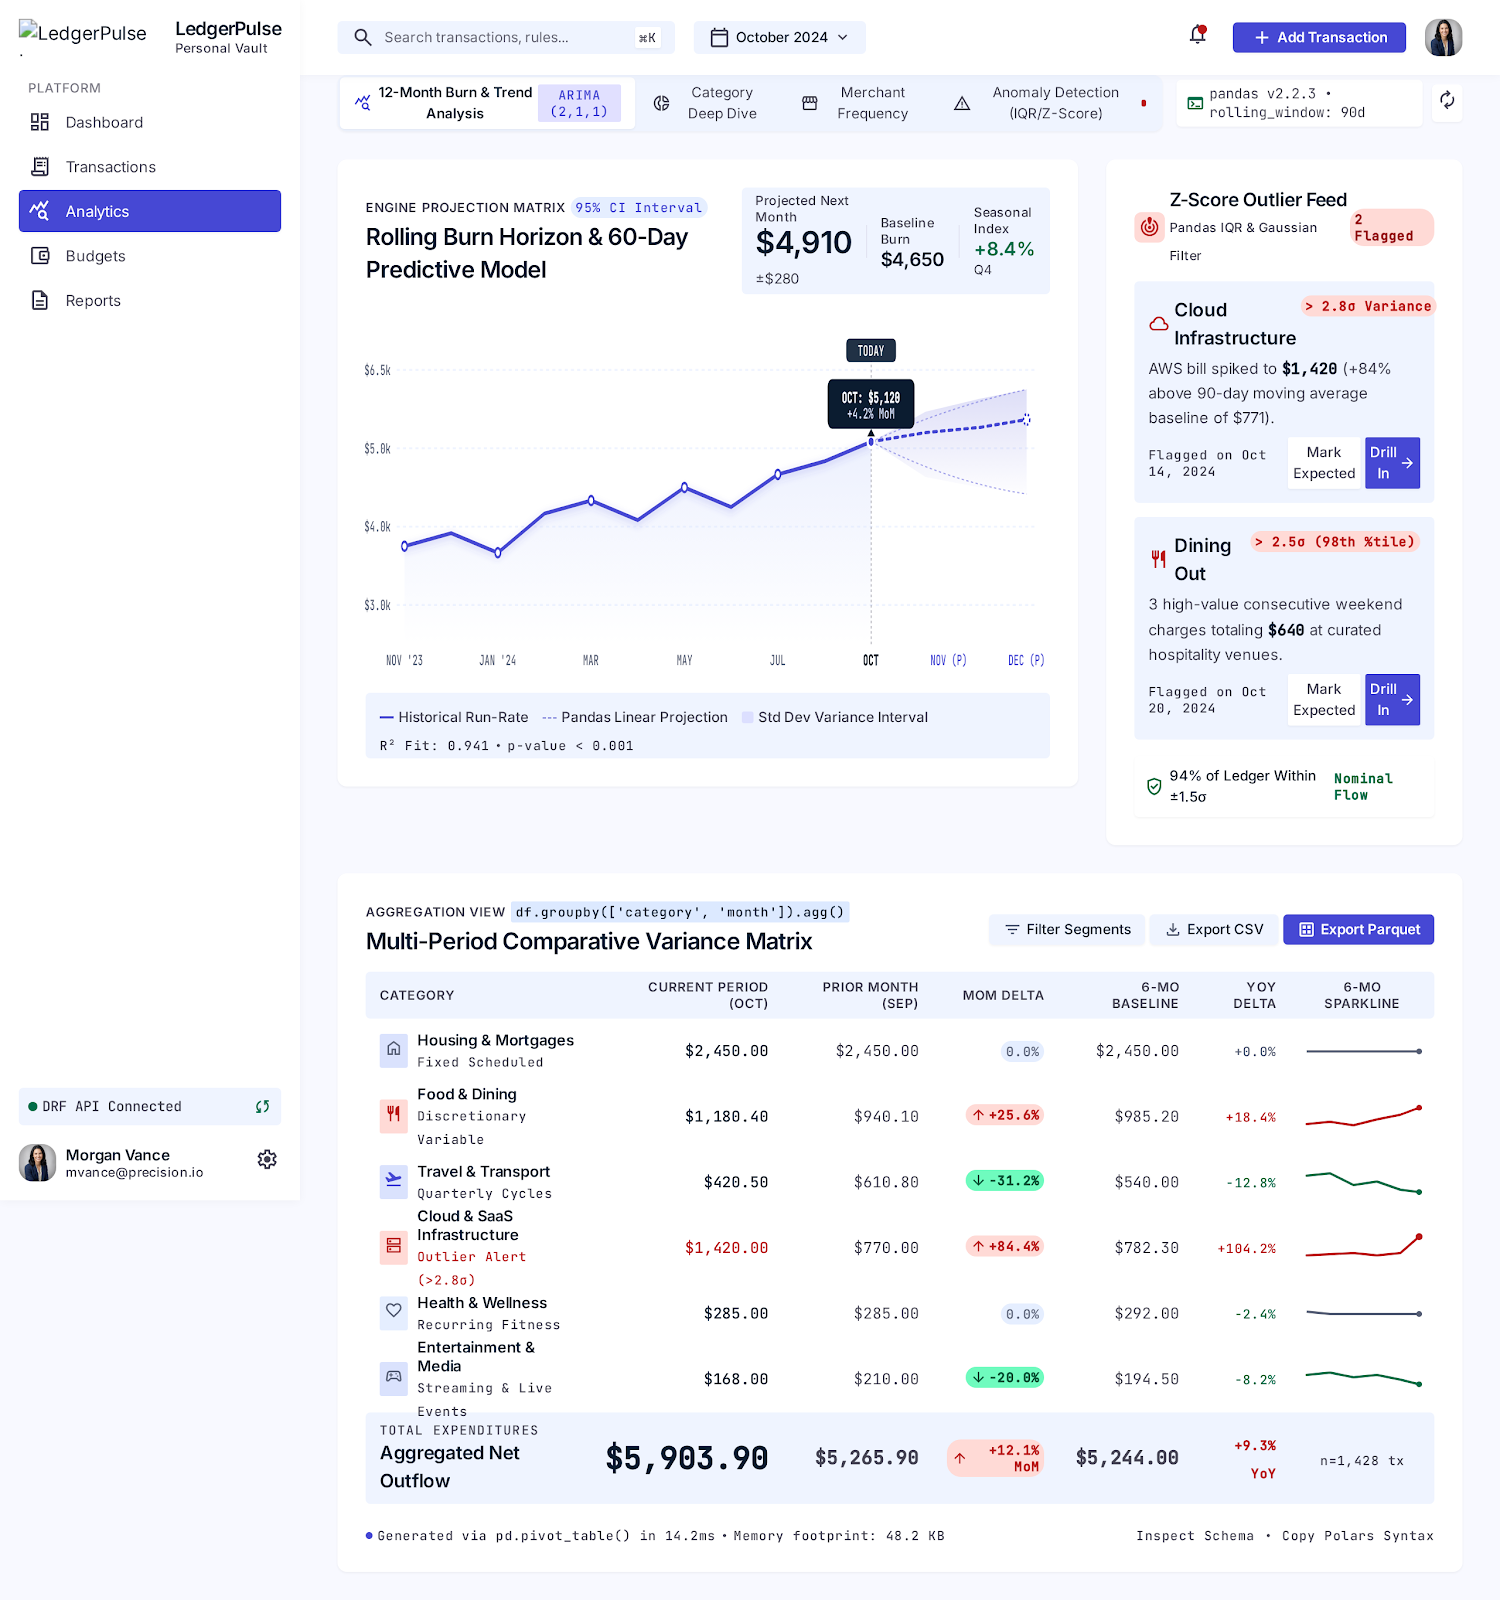 LedgerPulse
LedgerPulse
Personal Vault
PLATFORM
Dashboard
Transactions
Analytics
Budgets
Reports
DRF API Connected
Morgan Vance
mvance@precision.io
Search transactions, rules...
⌘K
October 2024
Add Transaction
12-Month Burn & Trend
Analysis
ARIMA
(2,1,1)
Category
Deep Dive
Merchant
Frequency
Anomaly Detection
(IQR/Z-Score)
pandas v2.2.3 •
rolling_window: 90d
ENGINE PROJECTION MATRIX 95% CI Interval
Rolling Burn Horizon & 60-Day
Predictive Model
Projected Next
Month
$4,910
±$280
Baseline
Burn
$4,650
Seasonal
Index
+8.4%
Q4
TODAY
OCT: $5,120
+4.2% MoM
$6.5k
$5.0k
$4.0k
$3.0k
NOV '23 JAN '24 MAR MAY JUL OCT NOV (P) DEC (P)
Historical Run-Rate Pandas Linear Projection Std Dev Variance Interval
R² Fit: 0.941 • p-value < 0.001
Z-Score Outlier Feed
Pandas IQR & Gaussian
Filter
2
Flagged
Cloud
Infrastructure
> 2.8σ Variance
AWS bill spiked to $1,420 (+84%
above 90-day moving average
baseline of $771).
Flagged on Oct
14, 2024
Mark
Expected
Drill
In
Dining
Out
> 2.5σ (98th %tile)
3 high-value consecutive weekend
charges totaling $640 at curated
hospitality venues.
Flagged on Oct
20, 2024
Mark
Expected
Drill
In
94% of Ledger Within
±1.5σ
Nominal
Flow
AGGREGATION VIEW df.groupby(['category', 'month']).agg()
Multi-Period Comparative Variance Matrix
Filter Segments
Export CSV
Export Parquet
CATEGORY
CURRENT PERIOD
(OCT)
PRIOR MONTH
(SEP)
MOM DELTA
6-MO
BASELINE
YOY
DELTA
6-MO
SPARKLINE
Housing & Mortgages
Fixed Scheduled
$2,450.00 $2,450.00 0.0% $2,450.00 +0.0%
Food & Dining
Discretionary
Variable
$1,180.40 $940.10 ↑ +25.6% $985.20 +18.4%
Travel & Transport
Quarterly Cycles
$420.50 $610.80 ↓ -31.2% $540.00 -12.8%
Cloud & SaaS
Infrastructure
Outlier Alert
(>2.8σ)
$1,420.00 $770.00 ↑ +84.4% $782.30 +104.2%
Health & Wellness
Recurring Fitness
$285.00 $285.00 0.0% $292.00 -2.4%
Entertainment &
Media
Streaming & Live
Events
$168.00 $210.00 ↓ -20.0% $194.50 -8.2%
TOTAL EXPENDITURES
Aggregated Net
Outflow
$5,903.90 $5,265.90
↑ +12.1%
MoM
$5,244.00
+9.3%
YoY
n=1,428 tx
Generated via pd.pivot_table() in 14.2ms • Memory footprint: 48.2 KB
Inspect Schema • Copy Polars Syntax